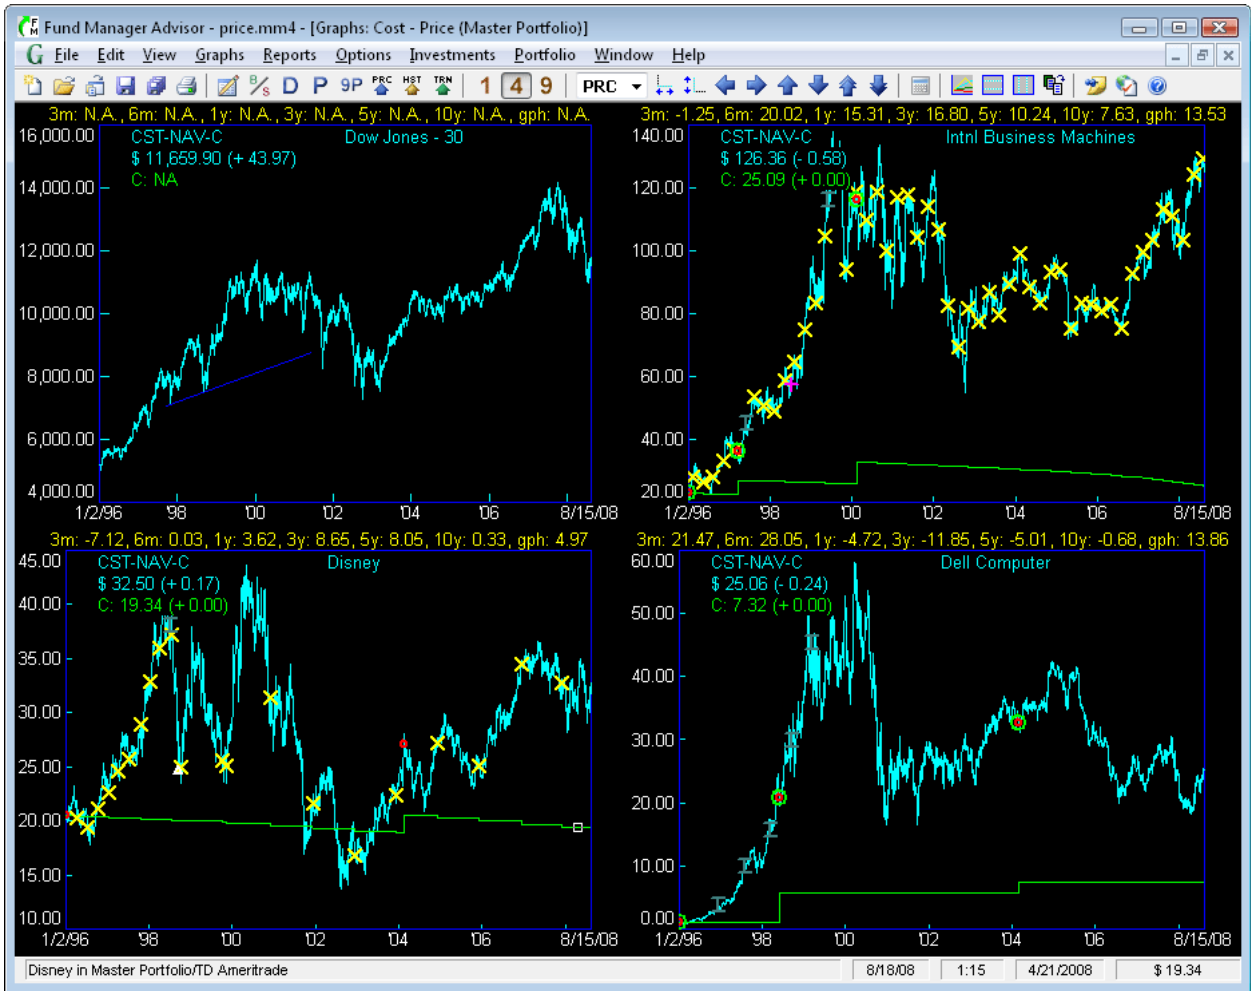 Fund Manager Advisor - price.mm4 - [Graphs: Cost - Price (Master Portfolio)]
File Edit View Graphs Reports Options Investments Portfolio Window Help
B/S D P 9P PRC HST TRN 1 4 9 PRC
3m: N.A., 6m: N.A., 1y: N.A., 3y: N.A., 5y: N.A., 10y: N.A., gph: N.A.
CST-NAV-C Dow Jones - 30
$ 11,659.90 (+ 43.97)
C: NA
16,000.00
14,000.00
12,000.00
10,000.00
8,000.00
6,000.00
4,000.00
1/2/96 '98 '00 '02 '04 '06 8/15/08
3m: -1.25, 6m: 20.02, 1y: 15.31, 3y: 16.80, 5y: 10.24, 10y: 7.63, gph: 13.53
CST-NAV-C Intnl Business Machines
$ 126.36 (- 0.58)
C: 25.09 (+ 0.00)
140.00
120.00
100.00
80.00
60.00
40.00
20.00
1/2/96 '98 '00 '02 '04 '06 8/15/08
3m: -7.12, 6m: 0.03, 1y: 3.62, 3y: 8.65, 5y: 8.05, 10y: 0.33, gph: 4.97
CST-NAV-C Disney
$ 32.50 (+ 0.17)
C: 19.34 (+ 0.00)
45.00
40.00
35.00
30.00
25.00
20.00
15.00
10.00
1/2/96 '98 '00 '02 '04 '06 8/15/08
3m: 21.47, 6m: 28.05, 1y: -4.72, 3y: -11.85, 5y: -5.01, 10y: -0.68, gph: 13.86
CST-NAV-C Dell Computer
$ 25.06 (- 0.24)
C: 7.32 (+ 0.00)
60.00
50.00
40.00
30.00
20.00
10.00
0.00
1/2/96 '98 '00 '02 '04 '06 8/15/08
Disney in Master Portfolio/TD Ameritrade 8/18/08 1:15 4/21/2008 $ 19.34